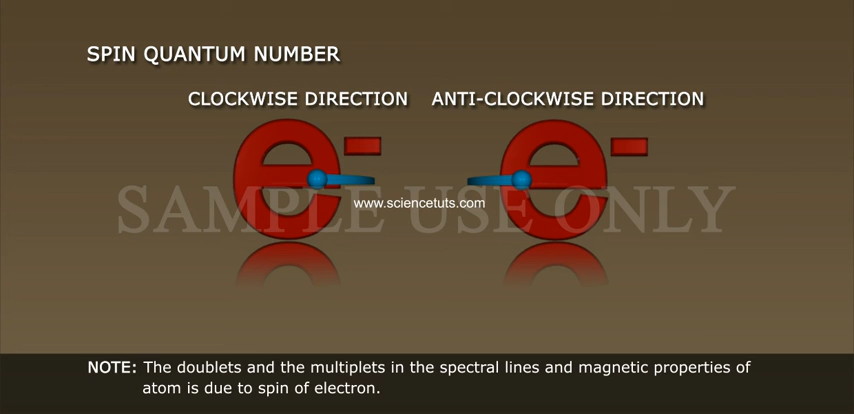 SPIN QUANTUM NUMBER
CLOCKWISE DIRECTION ANTI-CLOCKWISE DIRECTION
e- e-
SAMPLE USE ONLY
www.sciencetuts.com
NOTE: The doublets and the multiplets in the spectral lines and magnetic properties of
atom is due to spin of electron.